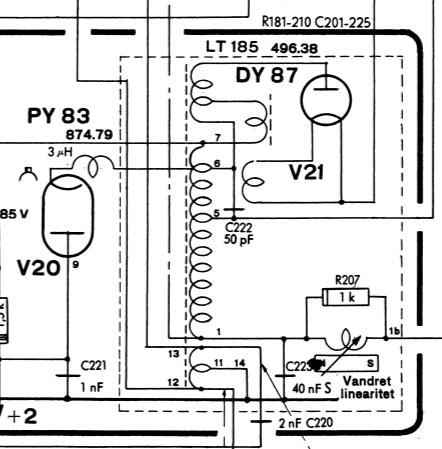 R181-210 C201-225
LT 185 496.38
DY 87
PY 83
874.79
7
3 µH
6
V21
85 V
5
C222
50 pF
V20
9
R207
1 k
1
1b
13
11 14
C221
1 nF
12
S
40 nF S
Vandret
linearitet
V+2
2 nF C220